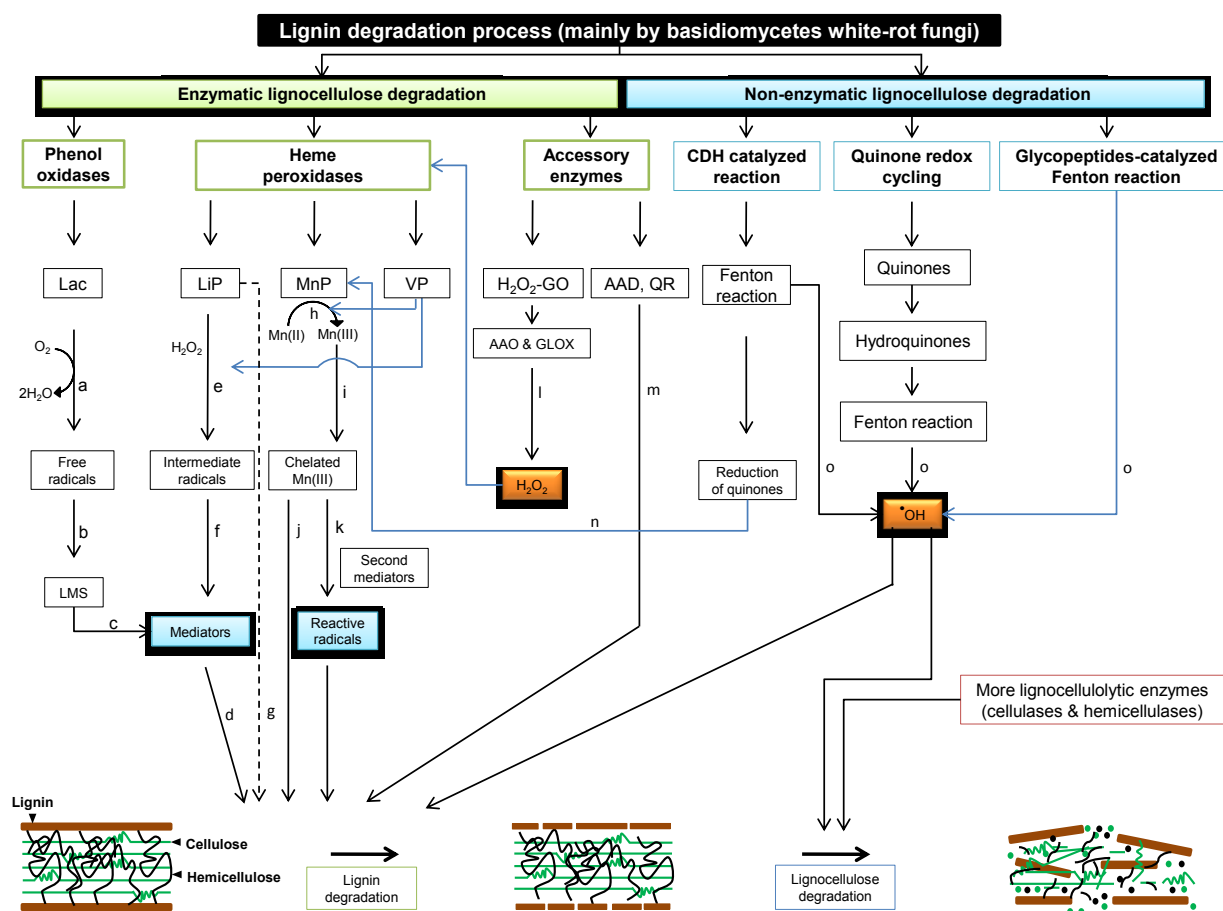 Lignin degradation process (mainly by basidiomycetes white-rot fungi)
Enzymatic lignocellulose degradation
Non-enzymatic lignocellulose degradation
Phenol
oxidases
Heme
peroxidases
Accessory
enzymes
CDH catalyzed
reaction
Quinone redox
cycling
Glycopeptides-catalyzed
Fenton reaction
Lac
LiP
MnP
VP
H₂O₂-GO
AAD, QR
Fenton
reaction
Quinones
h
Mn(II)
Mn(III)
O₂
2H₂O
a
H₂O₂
e
i
AAO & GLOX
l
m
Hydroquinones
Fenton reaction
Free
radicals
Intermediate
radicals
Chelated
Mn(III)
H₂O₂
Reduction
of quinones
o
o
o
•OH
n
b
f
j
k
Second
mediators
LMS
c
Mediators
Reactive
radicals
d
g
More lignocellulolytic enzymes
(cellulases & hemicellulases)
Lignin
Cellulose
Hemicellulose
Lignin
degradation
Lignocellulose
degradation